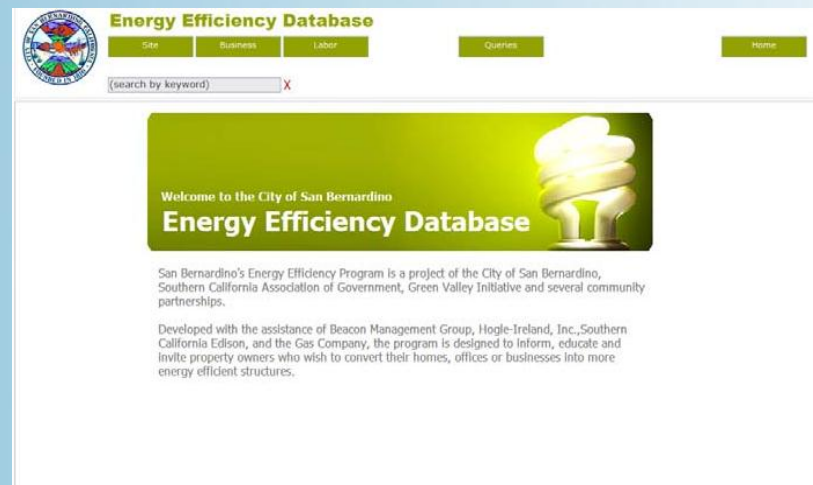 Energy Efficiency Database
Site Business Labor Queries Home
(search by keyword) X
Welcome to the City of San Bernardino
Energy Efficiency Database
San Bernardino's Energy Efficiency Program is a project of the City of San Bernardino,
Southern California Association of Government, Green Valley Initiative and several community
partnerships.
Developed with the assistance of Beacon Management Group, Hogle-Ireland, Inc.,Southern
California Edison, and the Gas Company, the program is designed to inform, educate and
invite property owners who wish to convert their homes, offices or businesses into more
energy efficient structures.